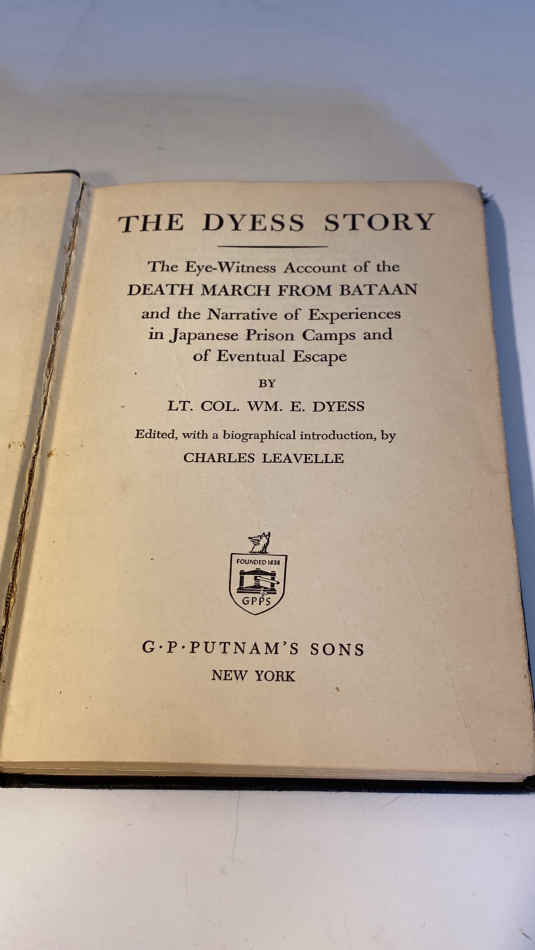 THE DYESS STORY
The Eye-Witness Account of the
DEATH MARCH FROM BATAAN
and the Narrative of Experiences
in Japanese Prison Camps and
of Eventual Escape
BY
LT. COL. WM. E. DYESS
Edited, with a biographical introduction, by
CHARLES LEAVELLE
FOUNDED 1838
GPPS
G·P·PUTNAM'S SONS
NEW YORK